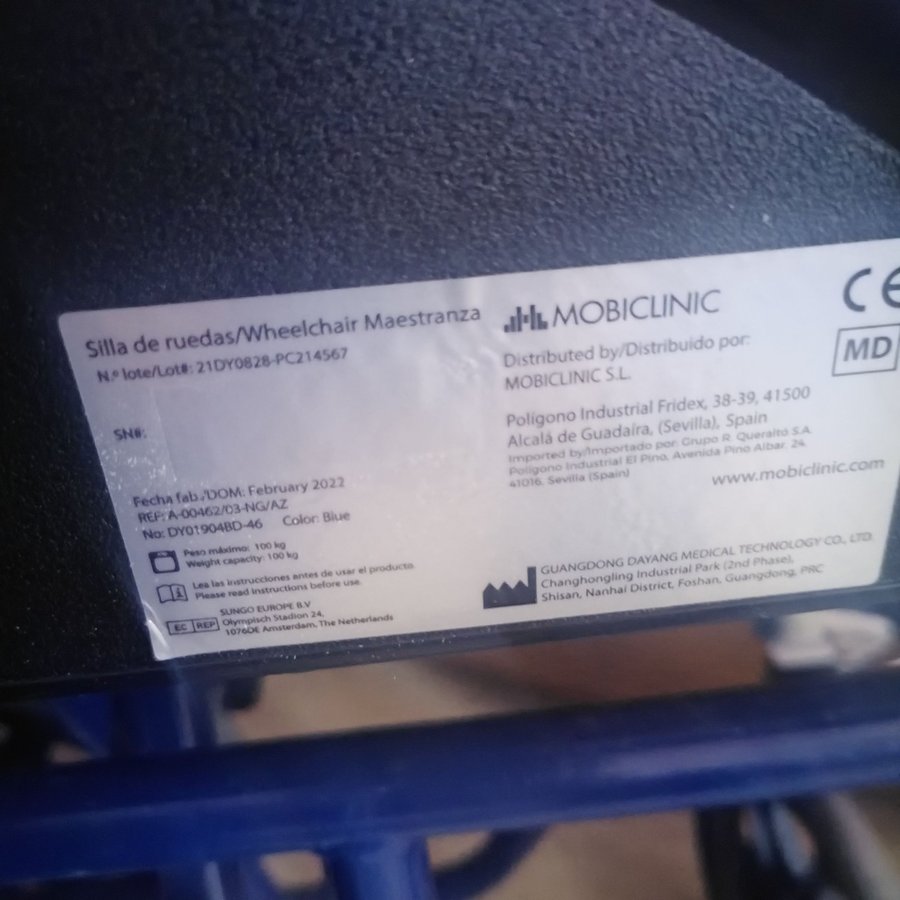 Silla de ruedas/Wheelchair Maestranza
N.º lote/Lot#: 21DY0828-PC214567
SN#:
Fecha fab./DOM: February 2022
REF: A-00462/03-NG/AZ
No: DY01904BD-46 Color: Blue
Peso máximo: 100 kg
Weight capacity: 100 kg
Lea las instrucciones antes de usar el producto
Please read instructions before use.
EC REP
SUNGO EUROPE B.V
Olympisch Stadion 24,
1076DE Amsterdam, The Netherlands
MOBICLINIC
Distributed by/Distribuido por:
MOBICLINIC S.L.
Polígono Industrial Fridex, 38-39, 41500
Alcalá de Guadaíra, (Sevilla), Spain
Imported by/Importado por: Grupo R. Queraltó S.A.
Polígono Industrial El Pino, Avenida Pino Albar, 24,
41016, Sevilla (Spain)
www.mobiclinic.com
GUANGDONG DAYANG MEDICAL TECHNOLOGY CO., LTD.
Changhongling Industrial Park (2nd Phase),
Shisan, Nanhai District, Foshan, Guangdong, PRC
CE
MD